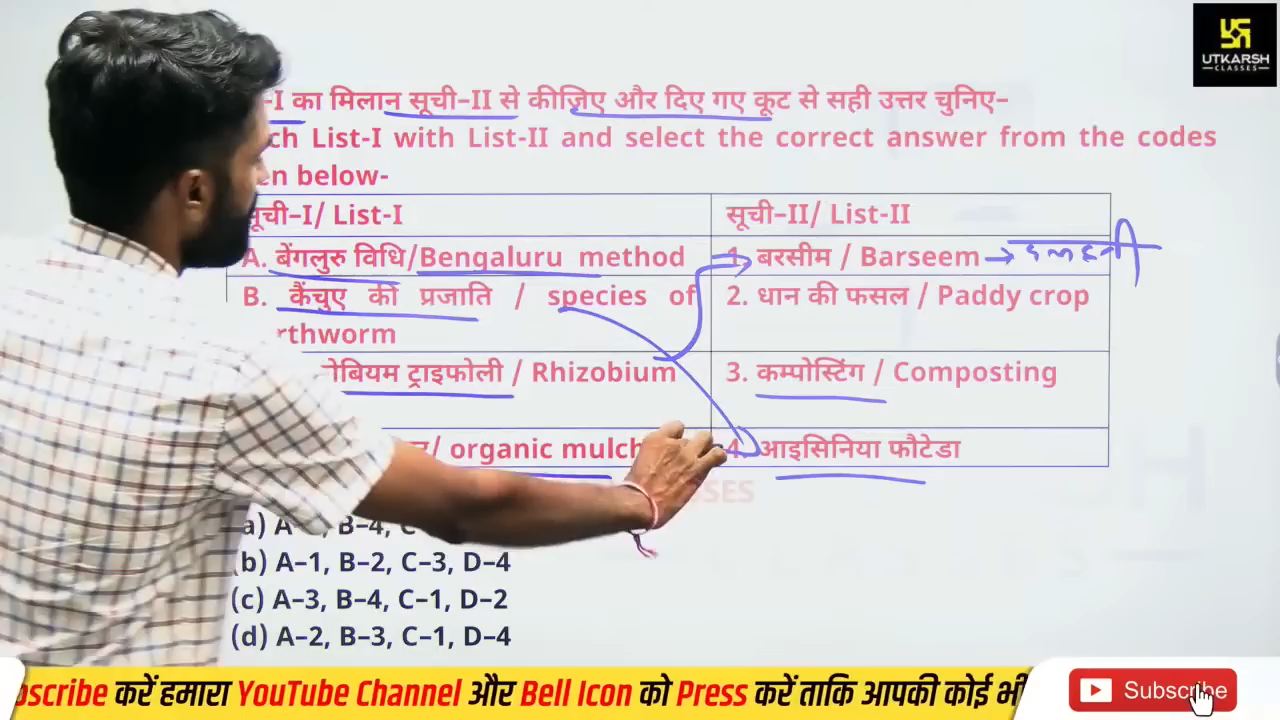 UTKARSH
CLASSES
-I का मिलान सूची–II से कीजिए और दिए गए कूट से सही उत्तर चुनिए–
ch List-I with List-II and select the correct answer from the codes
en below-
सूची–I/ List-I
सूची–II/ List-II
A. बेंगलुरु विधि/Bengaluru method
1. बरसीम / Barseem →
B. कैंचुए की प्रजाति / species of
rthworm
2. धान की फसल / Paddy crop
बियम ट्राइफोली / Rhizobium
3. कम्पोस्टिंग / Composting
/ organic mulch
4. आइसिनिया फौटेडा
SSES
a) A– B–4, C
(b) A–1, B–2, C–3, D–4
(c) A–3, B–4, C–1, D–2
(d) A–2, B–3, C–1, D–4
bscribe करें हमारा YouTube Channel और Bell Icon को Press करें ताकि आपकी कोई भी
Subscribe